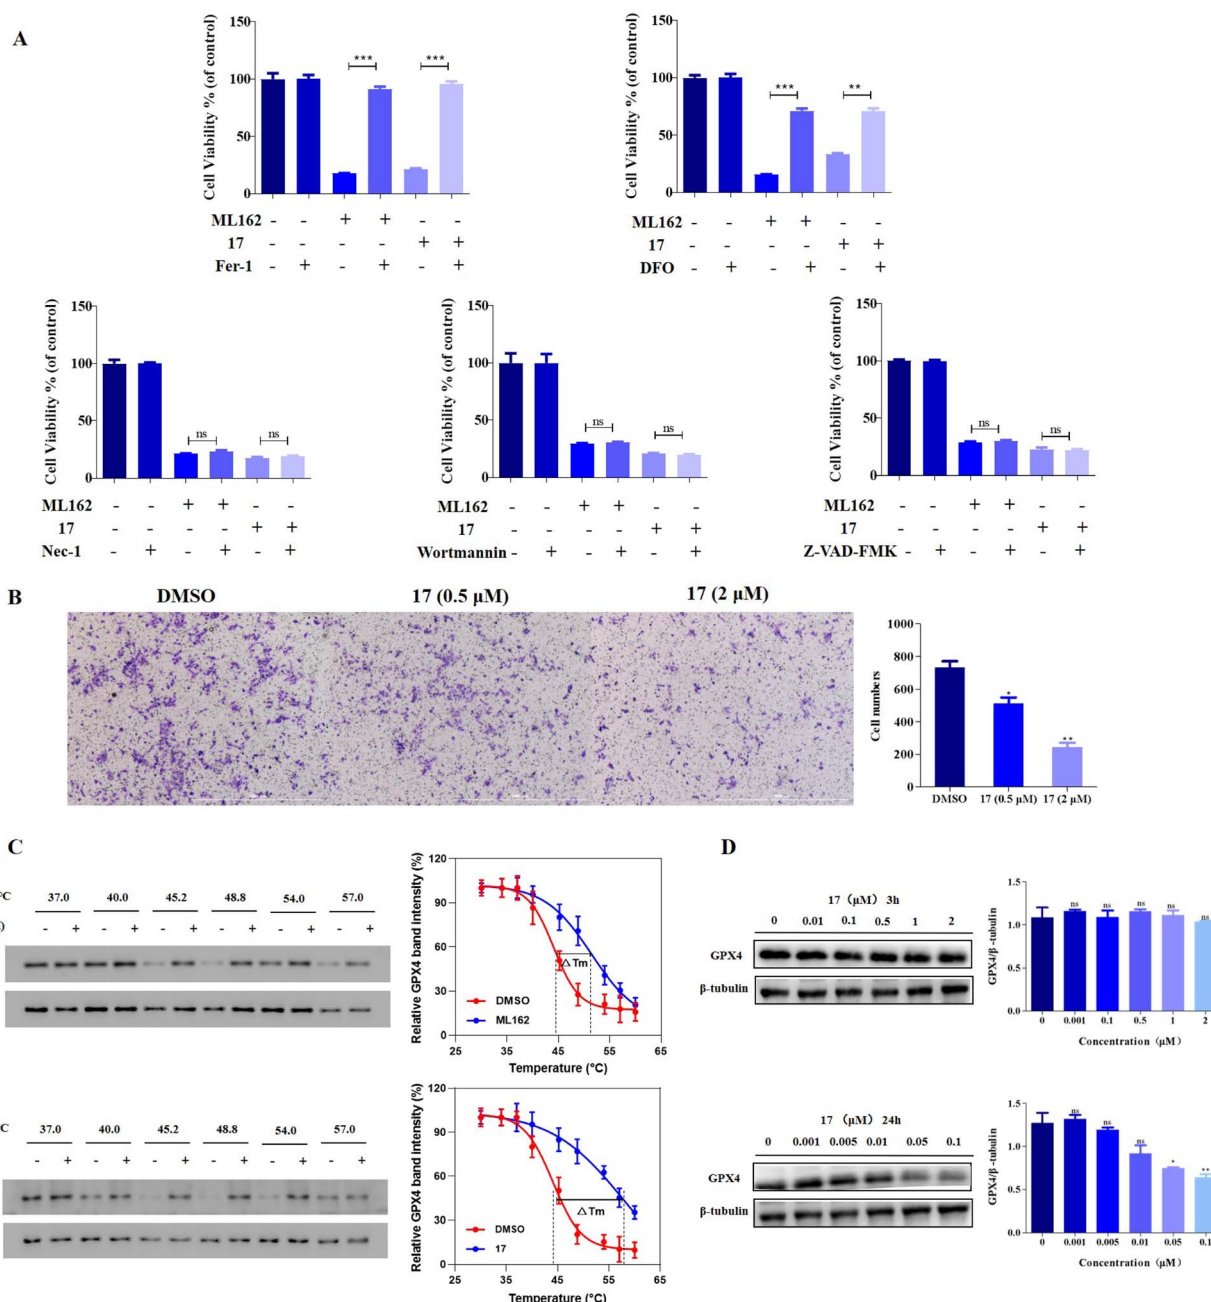 A
Cell Viability % (of control)
150
100
50
0
*** ***
ML162 - - + + - -
17 - - - - + +
Fer-1 - + - + - +
Cell Viability % (of control)
150
100
50
0
*** **
ML162 - - + + - -
17 - - - - + +
DFO - + - + - +
Cell Viability % (of control)
150
100
50
0
ns ns
ML162 - - + + - -
17 - - - - + +
Nec-1 - + - + - +
Cell Viability % (of control)
150
100
50
0
ns ns
ML162 - - + + - -
17 - - - - + +
Wortmannin - + - + - +
Cell Viability % (of control)
150
100
50
0
ns ns
ML162 - - + + - -
17 - - - - + +
Z-VAD-FMK - + - + - +
B
DMSO 17 (0.5 μM) 17 (2 μM)
Cell numbers
1000
800
600
400
200
0
* **
DMSO 17 (0.5 μM) 17 (2 μM)
C
°C 37.0 40.0 45.2 48.8 54.0 57.0
) - + - + - + - + - + - +
Relative GPX4 band Intensity (%)
120
90
60
30
0
△ Tm
DMSO
ML162
25 35 45 55 65
Temperature (°C)
C 37.0 40.0 45.2 48.8 54.0 57.0
- + - + - + - + - + - +
Relative GPX4 band intensity (%)
120
90
60
30
0
△ Tm
DMSO
17
25 35 45 55 65
Temperature (°C)
D
17 (μM) 3h
0 0.01 0.1 0.5 1 2
GPX4
β-tubulin
GPX4/β-tubulin
1.5
1.0
0.5
0.0
ns ns ns ns ns
0 0.001 0.1 0.5 1 2
Concentration (μM)
17 (μM) 24h
0 0.001 0.005 0.01 0.05 0.1
GPX4
β-tubulin
GPX4/β-tubulin
1.5
1.0
0.5
0.0
ns ns ns * **
0 0.001 0.005 0.01 0.05 0.1
Concentration (μM)